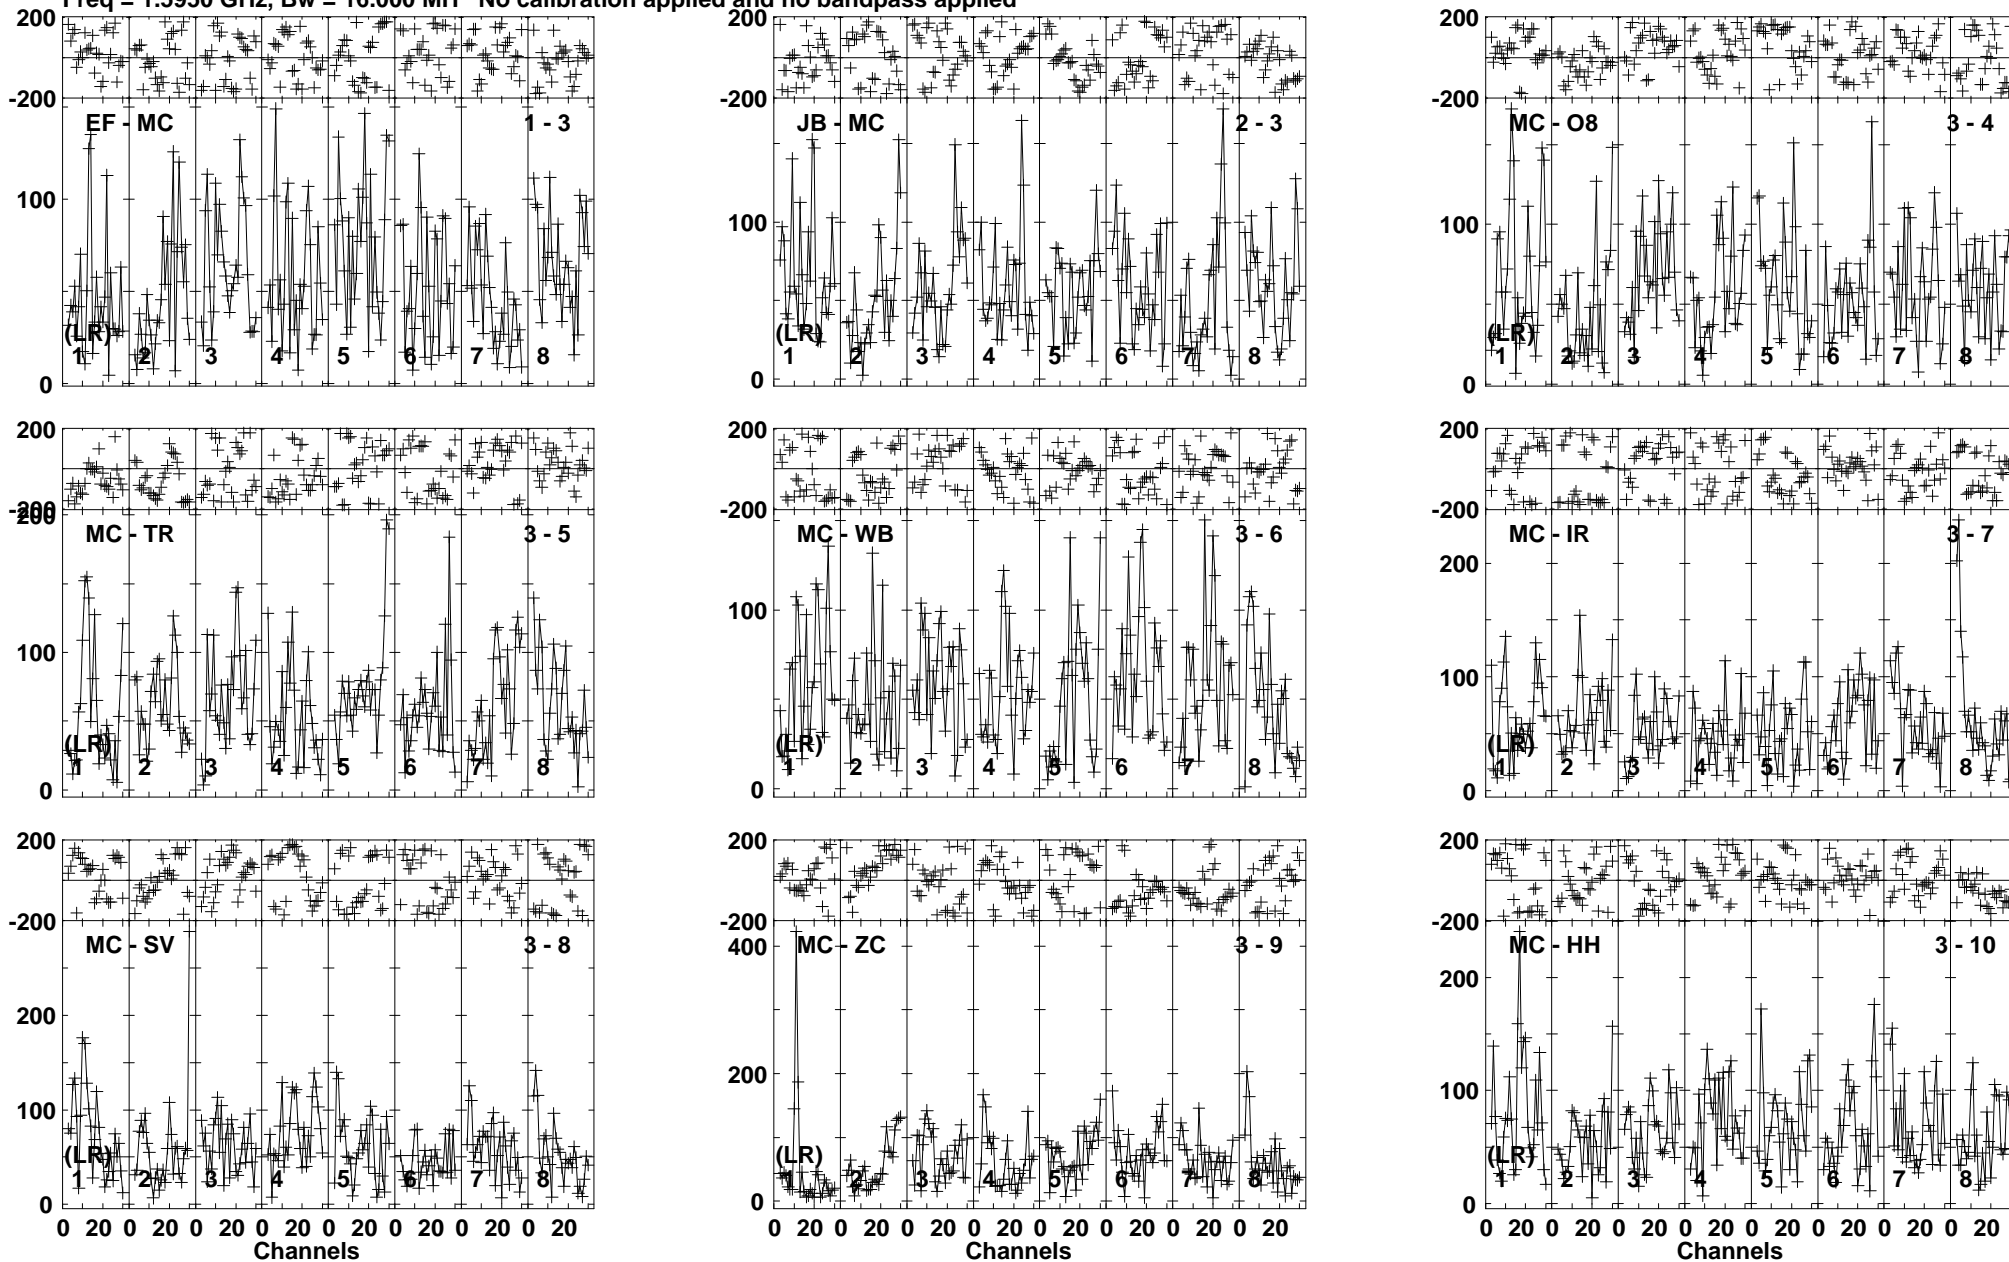 Freq = 1.5950 GHz, Bw = 16.000 MH No calibration applied and no bandpass applied
200 200 200
-200 -200 -200
EF - MC 1 - 3 JB - MC 2 - 3 MC - O8 3 - 4
100 100 100
(LR) (LR) (LR)
1 2 3 4 5 6 7 8 1 2 3 4 5 6 7 8 1 2 3 4 5 6 7 8
0 0 0
200 200 200
-200 -200 -200
200
MC - TR 3 - 5 MC - WB 3 - 6 MC - IR 3 - 7
200
100 100 100
(LR) (LR) (LR)
1 2 3 4 5 6 7 8 1 2 3 4 5 6 7 8 1 2 3 4 5 6 7 8
0 0 0
200 200 200
-200 -200 -200
MC - SV 3 - 8 MC - ZC 3 - 9 MC - HH 3 - 10
400
200 200 200
100 100
(LR) (LR) (LR)
1 2 3 4 5 6 7 8 1 2 3 4 5 6 7 8 1 2 3 4 5 6 7 8
0 0 0
0 20 0 20 0 20 0 20 0 20 0 20 0 20 0 20 0 20 0 20 0 20 0 20 0 20 0 20 0 20 0 20 0 20 0 20 0 20 0 20 0 20 0 20 0 20 0 20
Channels Channels Channels